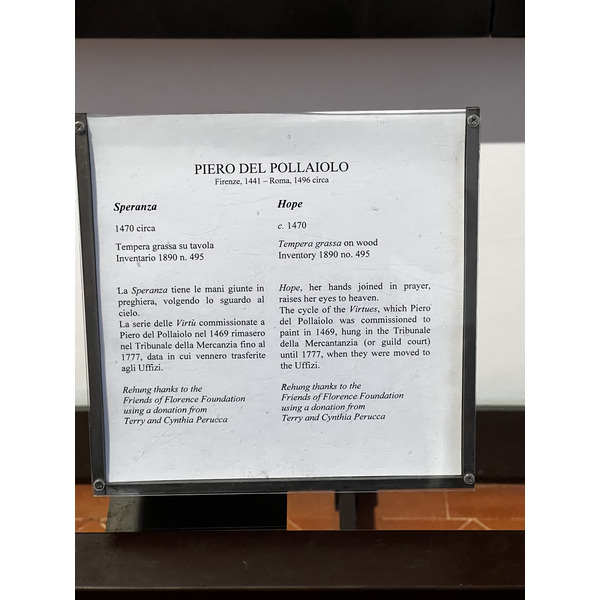 PIERO DEL POLLAIOLO
Firenze, 1441 – Roma, 1496 circa
Speranza
1470 circa
Tempera grassa su tavola
Inventario 1890 n. 495
La Speranza tiene le mani giunte in
preghiera, volgendo lo sguardo al
cielo.
La serie delle Virtù commissionate a
Piero del Pollaiolo nel 1469 rimasero
nel Tribunale della Mercanzia fino al
1777, data in cui vennero trasferite
agli Uffizi.
Rehung thanks to the
Friends of Florence Foundation
using a donation from
Terry and Cynthia Perucca
Hope
c. 1470
Tempera grassa on wood
Inventory 1890 no. 495
Hope, her hands joined in prayer,
raises her eyes to heaven.
The cycle of the Virtues, which Piero
del Pollaiolo was commissioned to
paint in 1469, hung in the Tribunale
della Mercantanzia (or guild court)
until 1777, when they were moved to
the Uffizi.
Rehung thanks to the
Friends of Florence Foundation
using a donation from
Terry and Cynthia Perucca